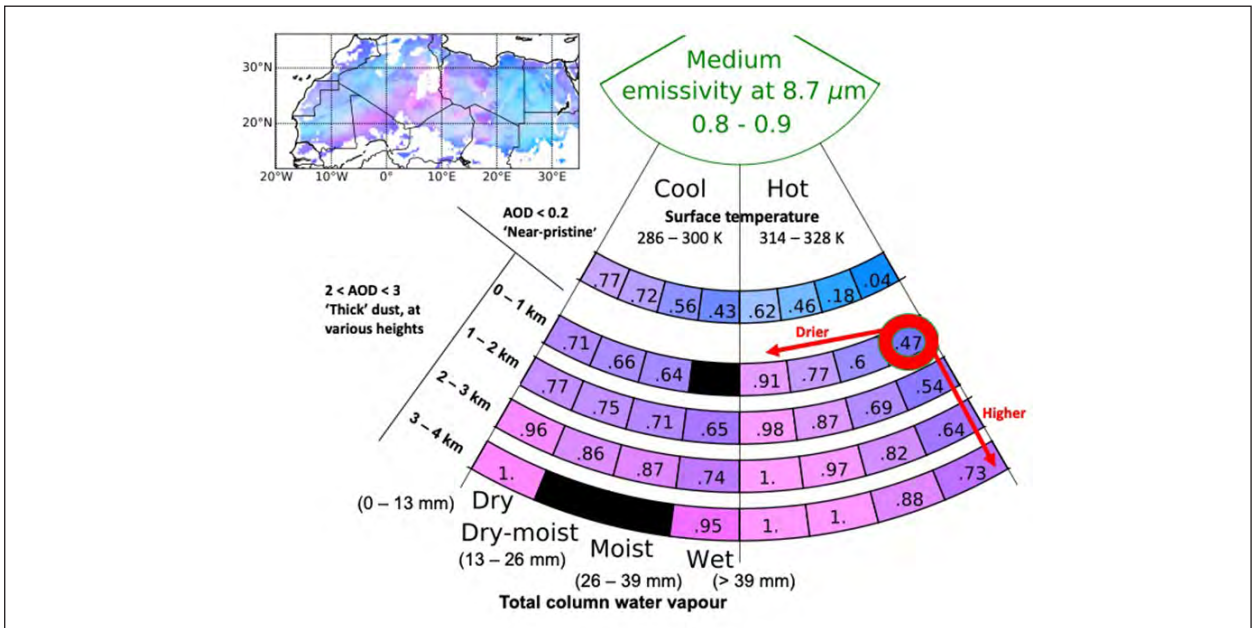 30°N
20°N
20°W 10°W 0° 10°E 20°E 30°E
Medium
emissivity at 8.7 μm
0.8 - 0.9
Cool Hot
Surface temperature
286 – 300 K 314 – 328 K
AOD < 0.2
‘Near-pristine’
2 < AOD < 3
‘Thick’ dust, at
various heights
.77 .72 .56 .43 .62 .46 .18 .04
0 – 1 km
.71 .66 .64 .91 .77 .6 .47
Drier
1 – 2 km
.77 .75 .71 .65 .98 .87 .69 .54
Higher
2 – 3 km
.96 .86 .87 .74 1. .97 .82 .64
3 – 4 km
1. .95 1. 1. .88 .73
(0 – 13 mm) Dry
Dry-moist
(13 – 26 mm)
Moist
(26 – 39 mm)
Wet
(> 39 mm)
Total column water vapour